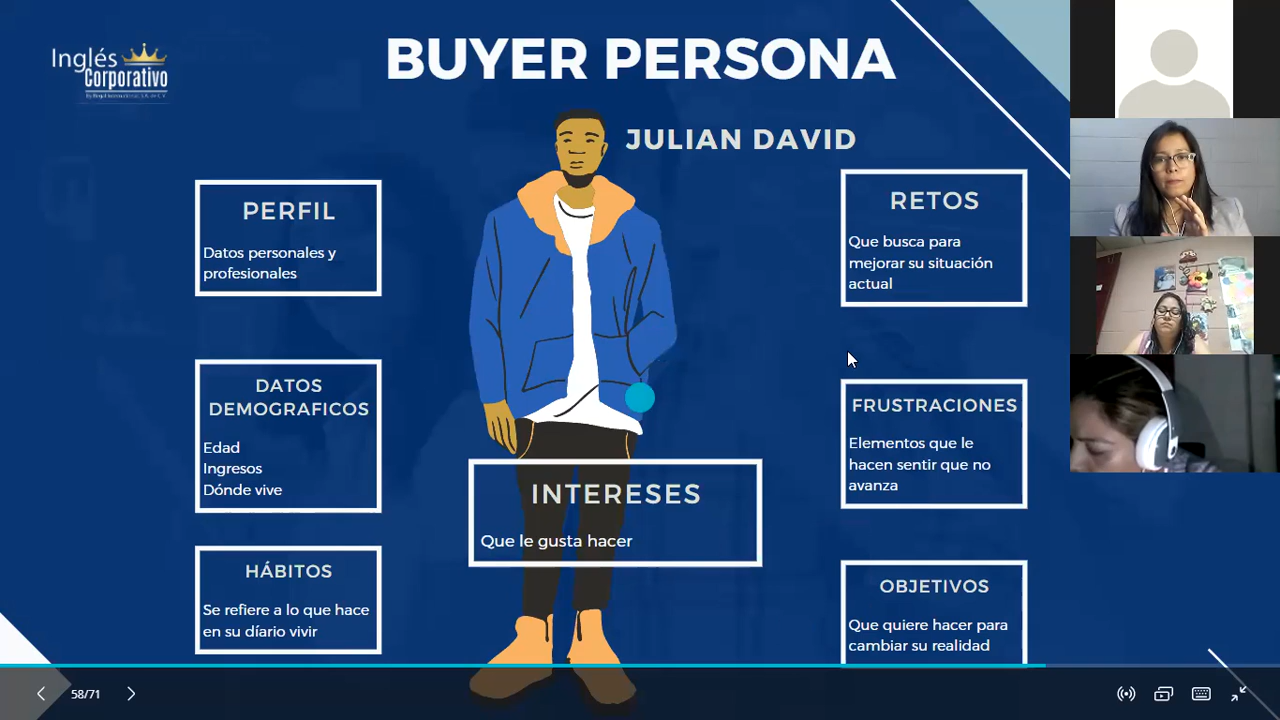 Inglés
Corporativo
BUYER PERSONA
JULIAN DAVID
PERFIL
Datos personales y
profesionales
DATOS
DEMOGRAFICOS
Edad
Ingresos
Dónde vive
HÁBITOS
Se refiere a lo que hace
en su díario vivir
INTERESES
Que le gusta hacer
RETOS
Que busca para
mejorar su situación
actual
FRUSTRACIONES
Elementos que le
hacen sentir que no
avanza
OBJETIVOS
Que quiere hacer para
cambiar su realidad
58/71